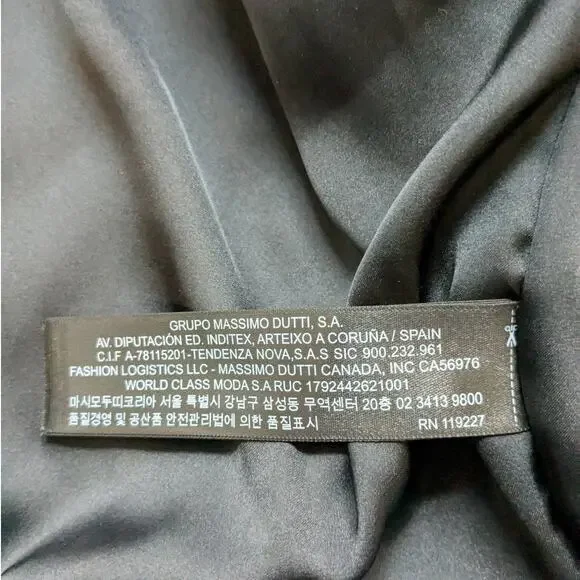 GRUPO MASSIMO DUTTI, S.A.
AV. DIPUTACIÓN ED. INDITEX, ARTEIXO A CORUÑA / SPAIN
C.I.F A-78115201-TENDENZA NOVA,S.A.S SIC 900.232.961
FASHION LOGISTICS LLC - MASSIMO DUTTI CANADA, INC CA56976
WORLD CLASS MODA S.A RUC 1792442621001
마시모두띠코리아 서울 특별시 강남구 삼성동 무역센터 20층 02 3413 9800
품질경영 및 공산품 안전관리법에 의한 품질표시 RN 119227